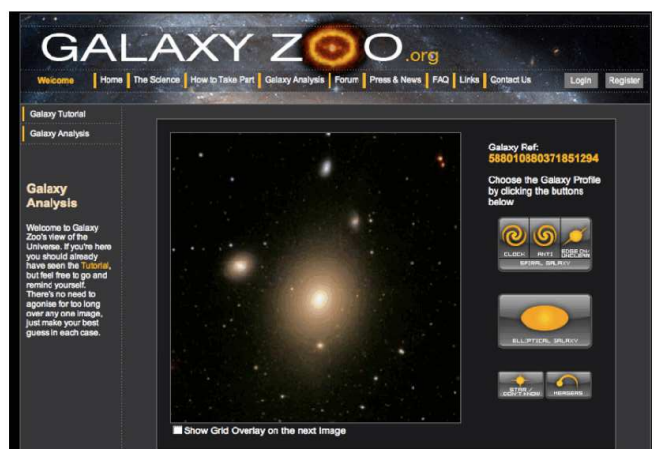 GALAXY ZOO.org
Welcome Home The Science How to Take Part Galaxy Analysis Forum Press & News FAQ Links Contact Us Login Register
Galaxy Tutorial
Galaxy Analysis
Galaxy
Analysis
Welcome to Galaxy
Zoo's view of the
Universe. If you're here
you should already
have seen the Tutorial,
but feel free to go and
remind yourself.
There's no need to
agonise for too long
over any one image,
just make your best
guess in each case.
Show Grid Overlay on the next Image
Galaxy Ref:
588010880371851294
Choose the Galaxy Profile
by clicking the buttons
below
CLOCK ANTI EDGE ON/
UNCLEAR
SPIRAL GALAXY
ELLIPTICAL GALAXY
STAR /
DON'T KNOW MERGERS